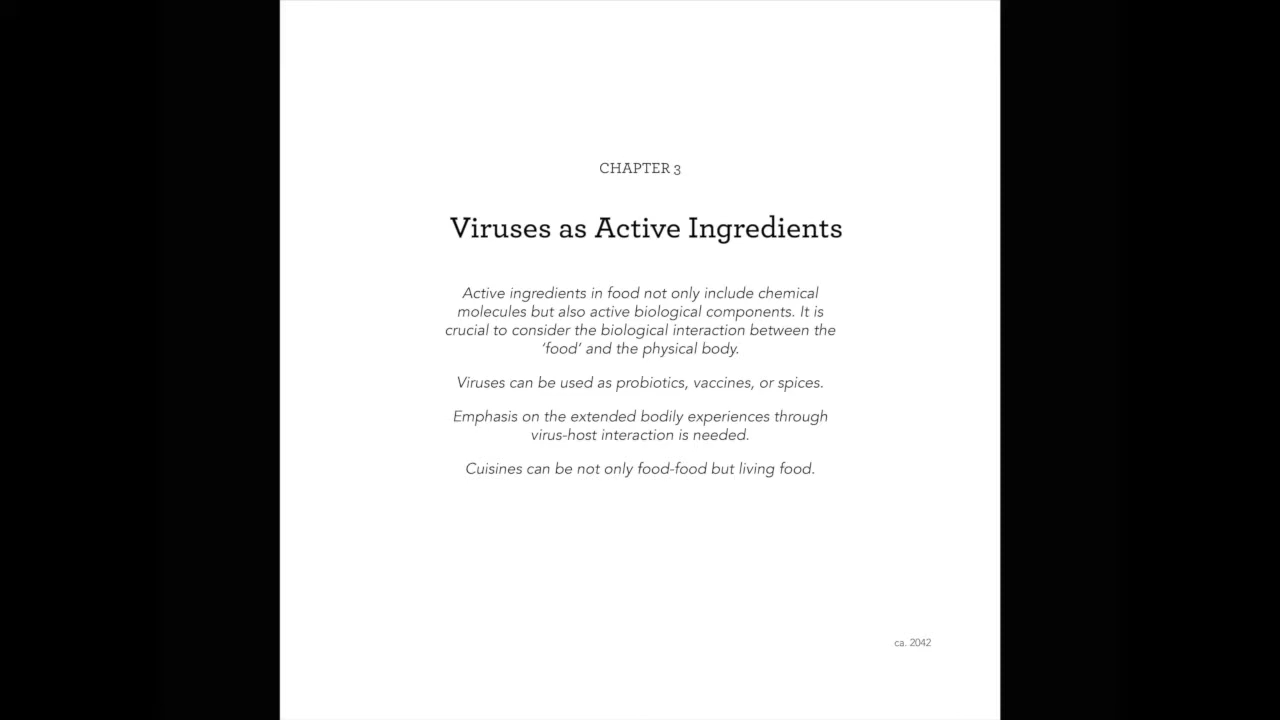 CHAPTER 3
Viruses as Active Ingredients
Active ingredients in food not only include chemical
molecules but also active biological components. It is
crucial to consider the biological interaction between the
‘food’ and the physical body.
Viruses can be used as probiotics, vaccines, or spices.
Emphasis on the extended bodily experiences through
virus-host interaction is needed.
Cuisines can be not only food-food but living food.
ca. 2042